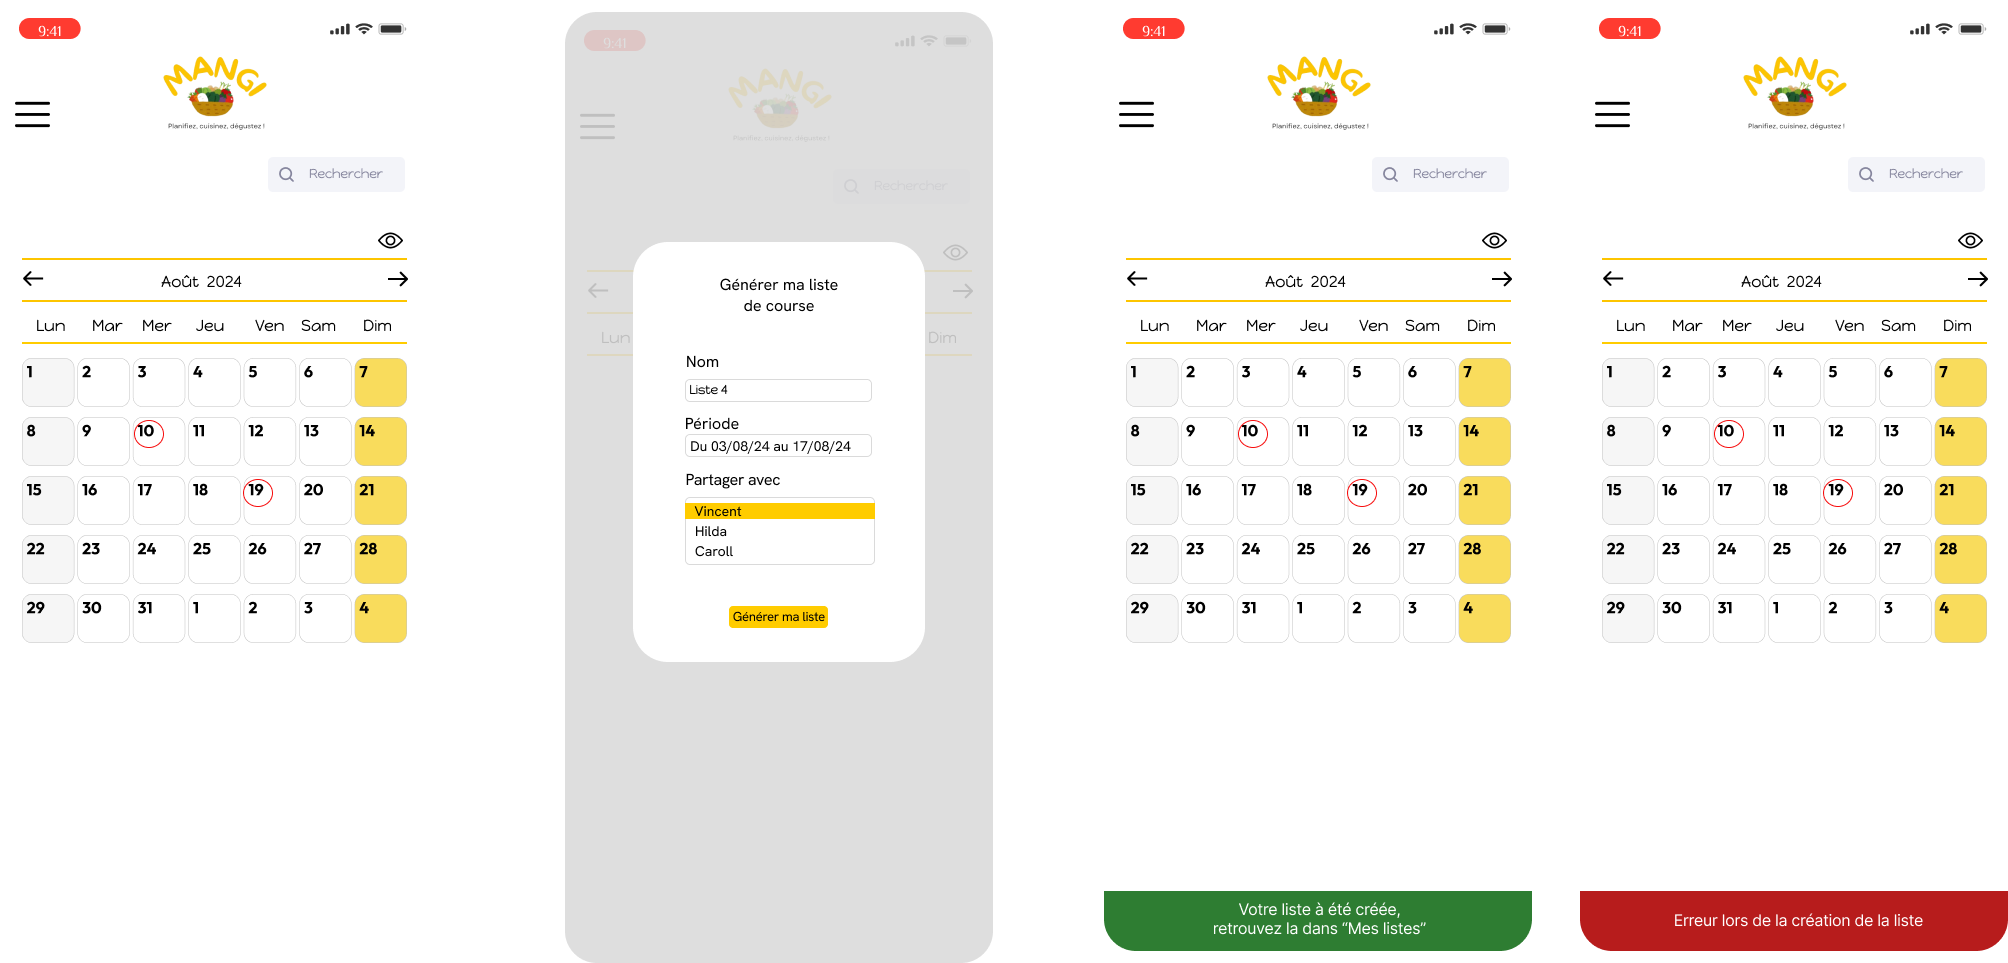 9:41
MANGI
Planifiez, cuisinez, dégustez !
Rechercher
Août 2024
Lun Mar Mer Jeu Ven Sam Dim
1 2 3 4 5 6 7
8 9 10 11 12 13 14
15 16 17 18 19 20 21
22 23 24 25 26 27 28
29 30 31 1 2 3 4
9:41
MANGI
Planifiez, cuisinez, dégustez !
Rechercher
Lun Dim
Générer ma liste
de course
Nom
Liste 4
Période
Du 03/08/24 au 17/08/24
Partager avec
Vincent
Hilda
Caroll
Générer ma liste
9:41
MANGI
Planifiez, cuisinez, dégustez !
Rechercher
Août 2024
Lun Mar Mer Jeu Ven Sam Dim
1 2 3 4 5 6 7
8 9 10 11 12 13 14
15 16 17 18 19 20 21
22 23 24 25 26 27 28
29 30 31 1 2 3 4
Votre liste à été créée,
retrouvez la dans “Mes listes”
9:41
MANGI
Planifiez, cuisinez, dégustez !
Rechercher
Août 2024
Lun Mar Mer Jeu Ven Sam Dim
1 2 3 4 5 6 7
8 9 10 11 12 13 14
15 16 17 18 19 20 21
22 23 24 25 26 27 28
29 30 31 1 2 3 4
Erreur lors de la création de la liste